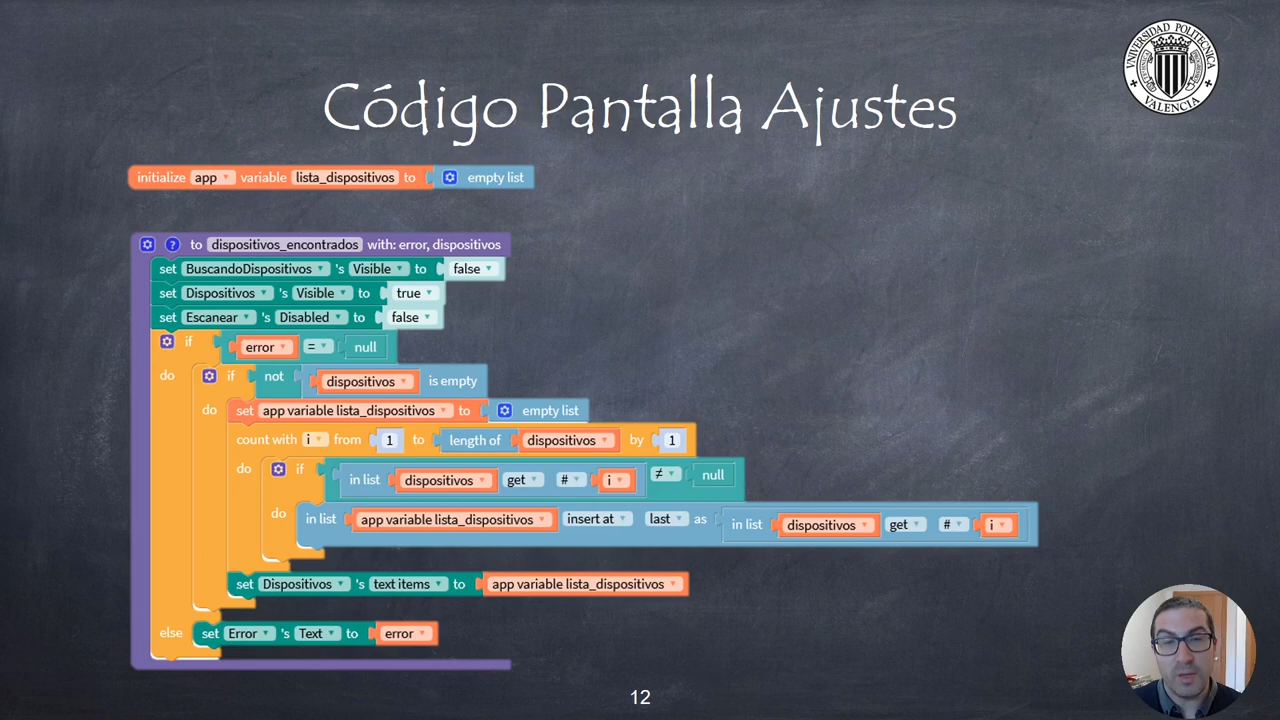 UNIVERSIDAD POLITECNICA
VALENCIA
Código Pantalla Ajustes
initialize app variable lista_dispositivos to empty list
? to dispositivos_encontrados with: error, dispositivos
set BuscandoDispositivos 's Visible to false
set Dispositivos 's Visible to true
set Escanear 's Disabled to false
if error = null
do if not dispositivos is empty
do set app variable lista_dispositivos to empty list
count with i from 1 to length of dispositivos by 1
do if in list dispositivos get # i ≠ null
do in list app variable lista_dispositivos insert at last as in list dispositivos get # i
set Dispositivos 's text items to app variable lista_dispositivos
else set Error 's Text to error
12